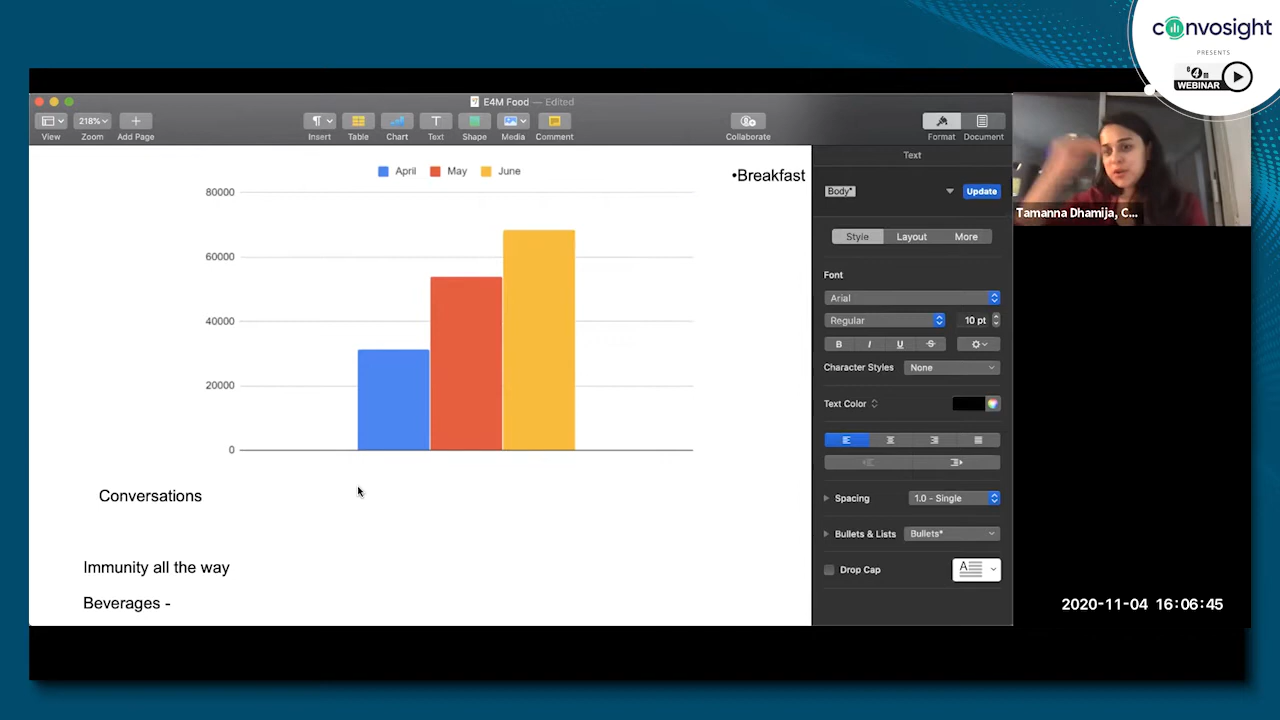 convosight
PRESENTS
e4m
WEBINAR
E4M Food — Edited
View
218%
Zoom
Add Page
Insert
Table
Chart
Text
Shape
Media
Comment
Collaborate
Format
Document
April
May
June
80000
60000
40000
20000
0
•Breakfast
Conversations
Immunity all the way
Beverages -
Text
Body*
Update
Style
Layout
More
Font
Arial
Regular
10 pt
B I U S
Character Styles
None
Text Color
Spacing
1.0 - Single
Bullets & Lists
Bullets*
Drop Cap
A
Tamanna Dhamija, C...
2020-11-04 16:06:45